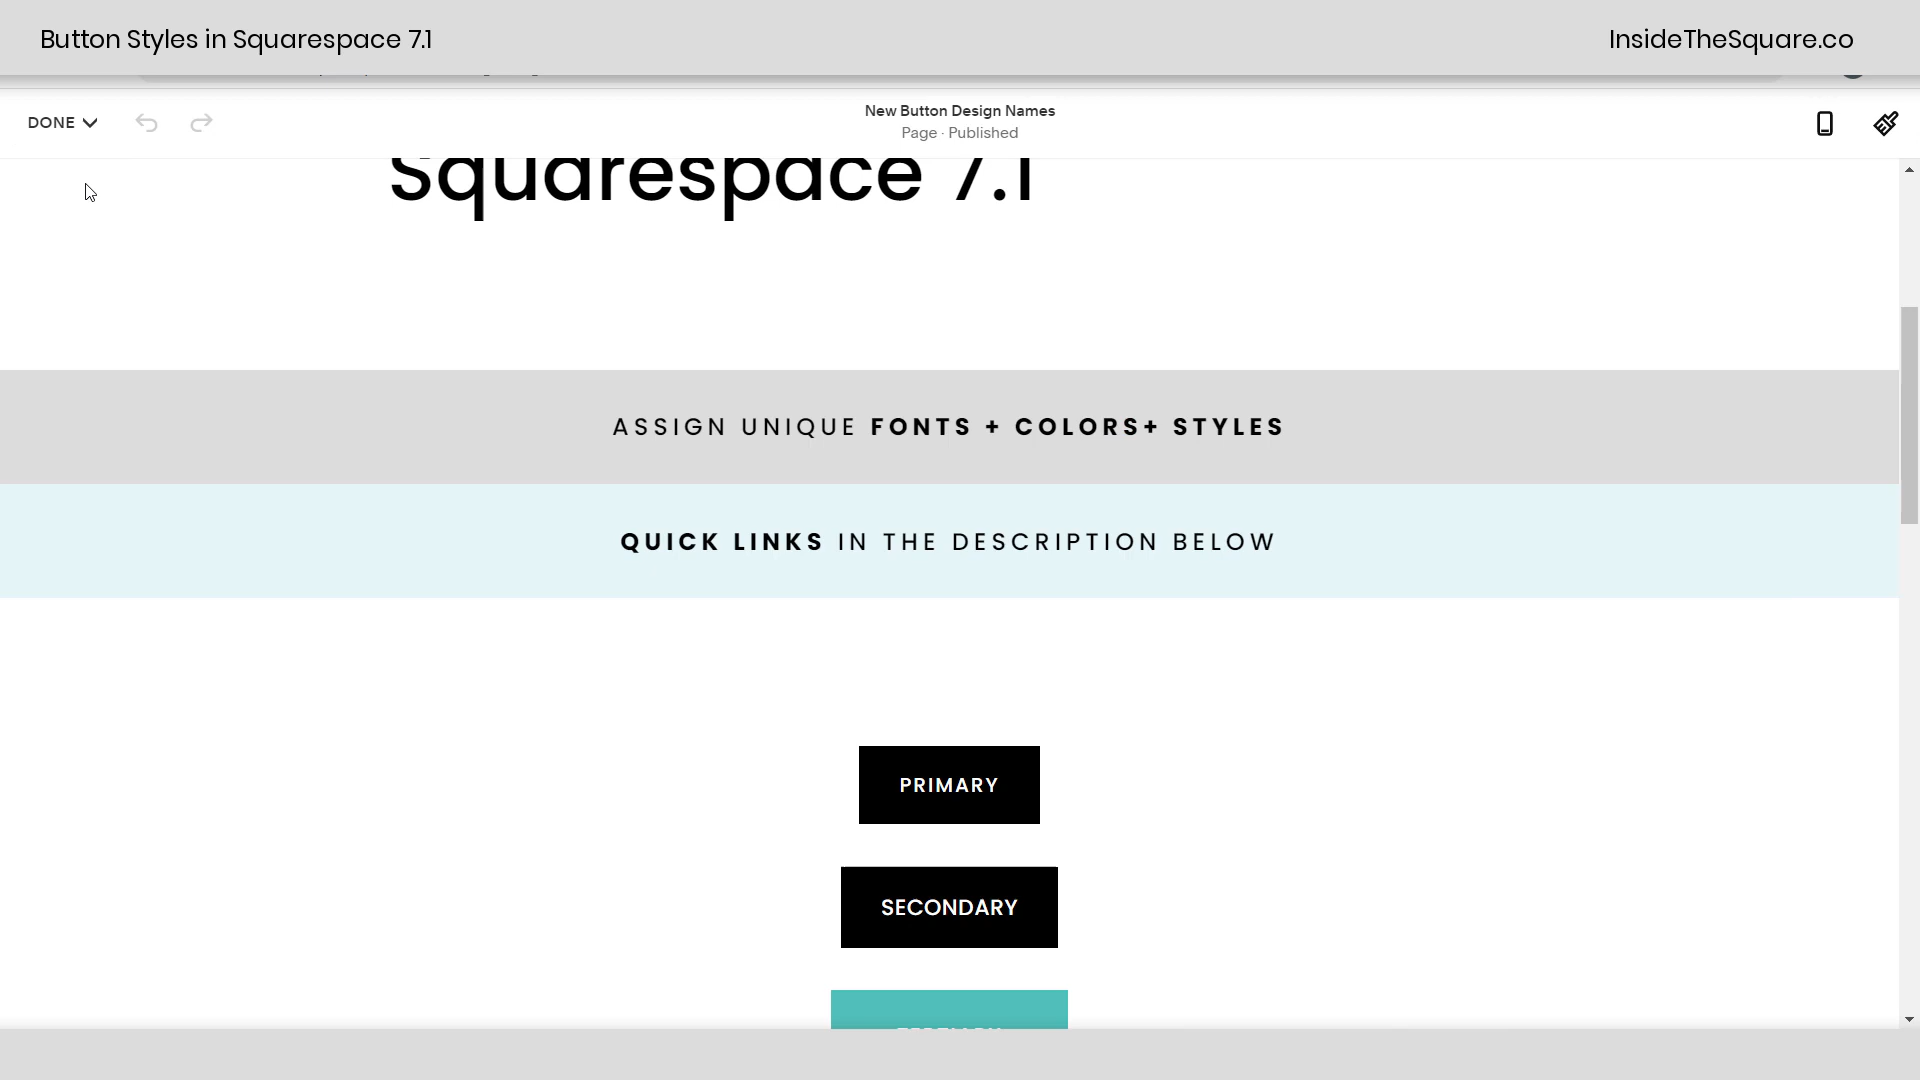 Button Styles in Squarespace 7.1
InsideTheSquare.co
DONE
New Button Design Names
Page · Published
Squarespace 7.1
ASSIGN UNIQUE FONTS + COLORS+ STYLES
QUICK LINKS IN THE DESCRIPTION BELOW
PRIMARY
SECONDARY